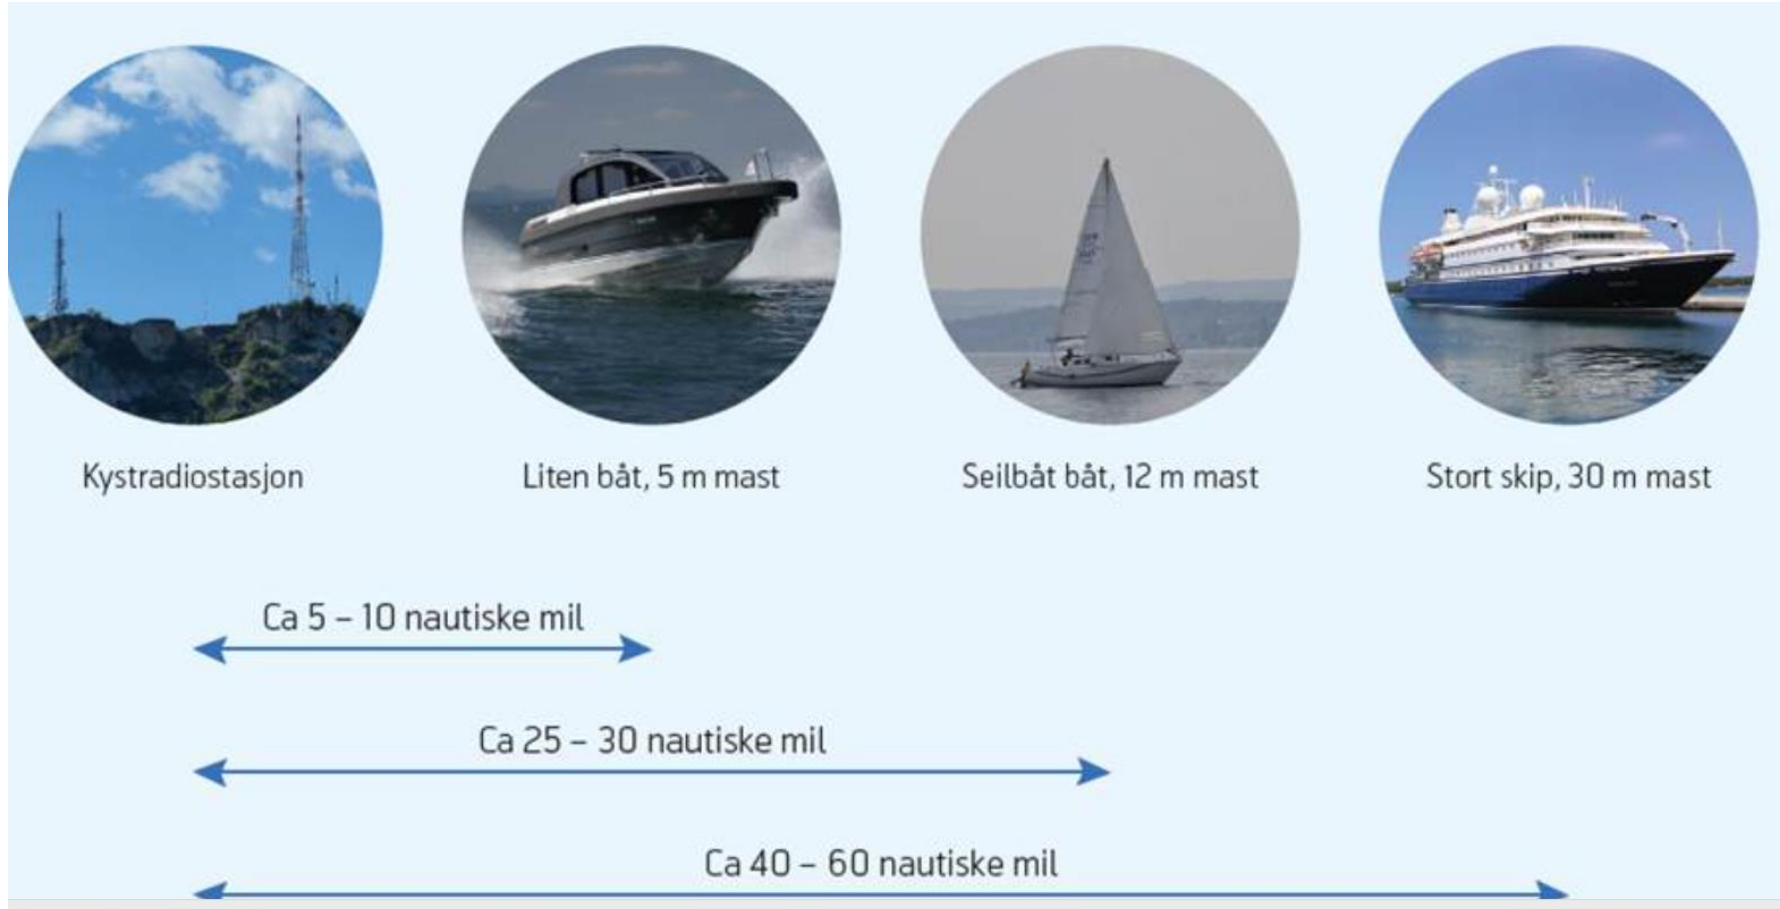 Kystradiostasjon
Liten båt, 5 m mast
Seilbåt båt, 12 m mast
Stort skip, 30 m mast
Ca 5 – 10 nautiske mil
Ca 25 – 30 nautiske mil
Ca 40 – 60 nautiske mil